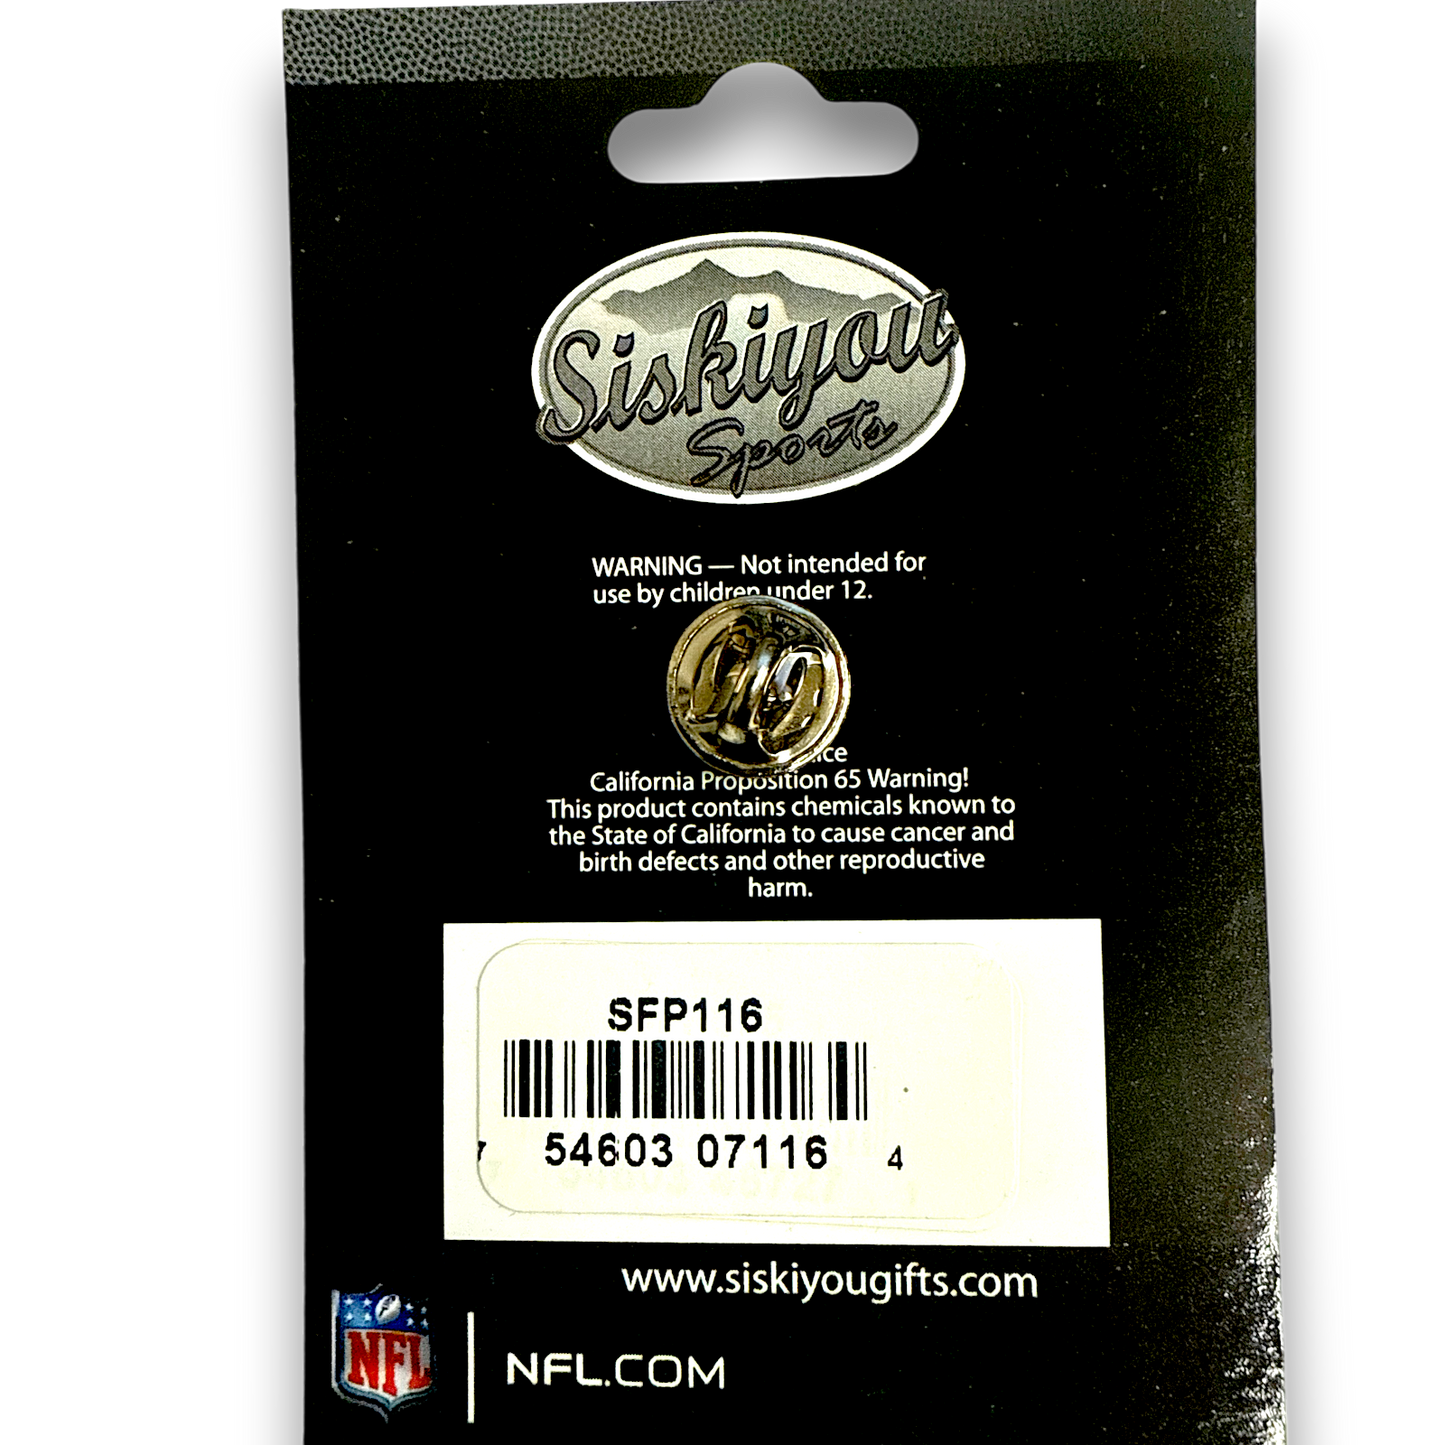 Siskiyou
Sports
WARNING — Not intended for
use by children under 12.
California Proposition 65 Warning!
This product contains chemicals known to
the State of California to cause cancer and
birth defects and other reproductive
harm.
SFP116
7 54603 07116 4
www.siskiyougifts.com
NFL
NFL.COM